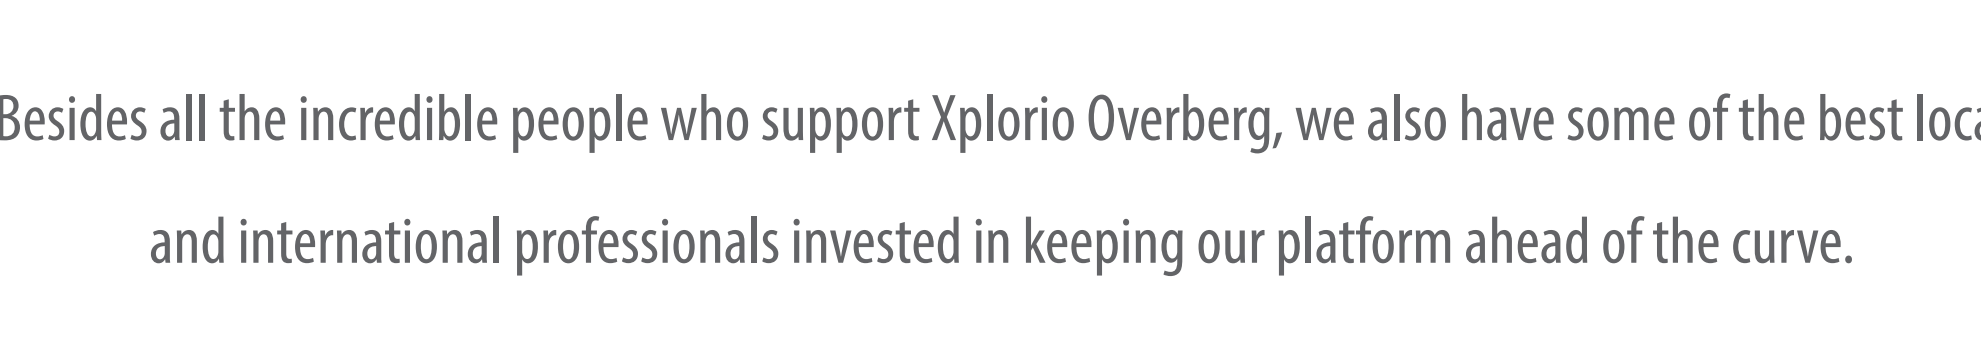 Besides all the incredible people who support Xplorio Overberg, we also have some of the best loca
and international professionals invested in keeping our platform ahead of the curve.